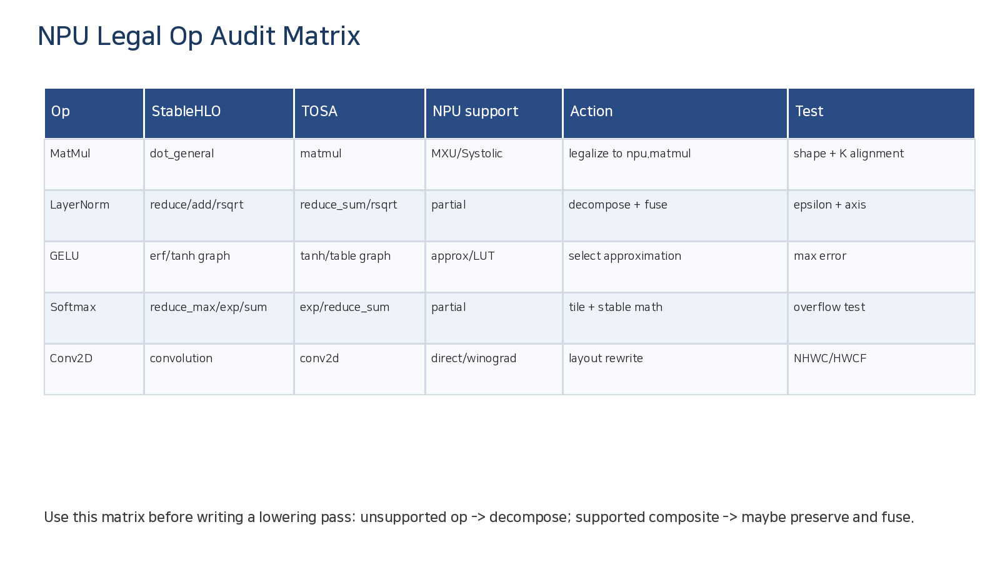 NPU Legal Op Audit Matrix
Op StableHLO TOSA NPU support Action Test
MatMul dot_general matmul MXU/Systolic legalize to npu.matmul shape + K alignment
LayerNorm reduce/add/rsqrt reduce_sum/rsqrt partial decompose + fuse epsilon + axis
GELU erf/tanh graph tanh/table graph approx/LUT select approximation max error
Softmax reduce_max/exp/sum exp/reduce_sum partial tile + stable math overflow test
Conv2D convolution conv2d direct/winograd layout rewrite NHWC/HWCF
Use this matrix before writing a lowering pass: unsupported op -> decompose; supported composite -> maybe preserve and fuse.